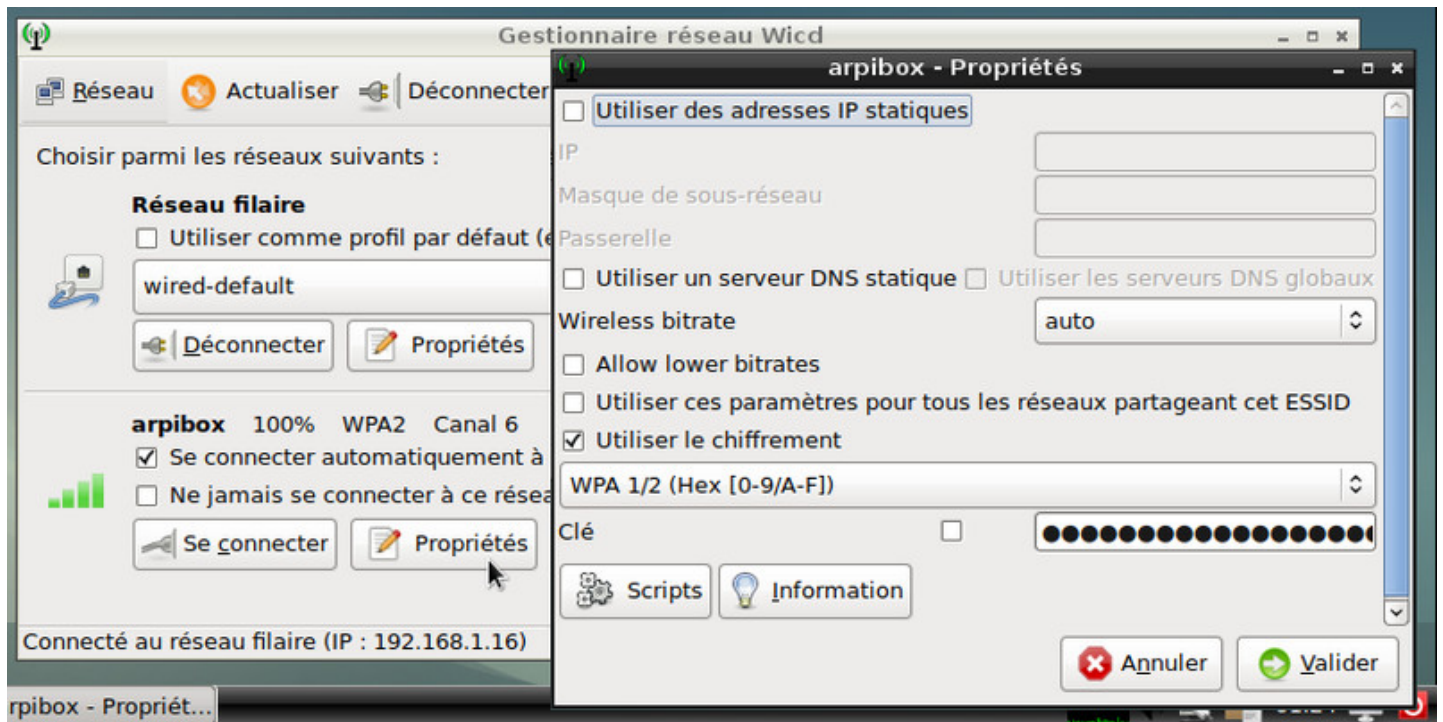 Gestionnaire réseau Wicd
Réseau Actualiser Déconnecter
Choisir parmi les réseaux suivants :
Réseau filaire
Utiliser comme profil par défaut
wired-default
Déconnecter Propriétés
arpibox 100% WPA2 Canal 6
Se connecter automatiquement à
Ne jamais se connecter à ce
Se connecter Propriétés
Connecté au réseau filaire (IP : 192.168.1.16)
arpibox - Propriétés
Utiliser des adresses IP statiques
IP
Masque de sous-réseau
Passerelle
Utiliser un serveur DNS statique Utiliser les serveurs DNS globaux
Wireless bitrate auto
Allow lower bitrates
Utiliser ces paramètres pour tous les réseaux partageant cet ESSID
Utiliser le chiffrement
WPA 1/2 (Hex [0-9/A-F])
Clé
Scripts Information
Annuler Valider
rpibox - Propriét...